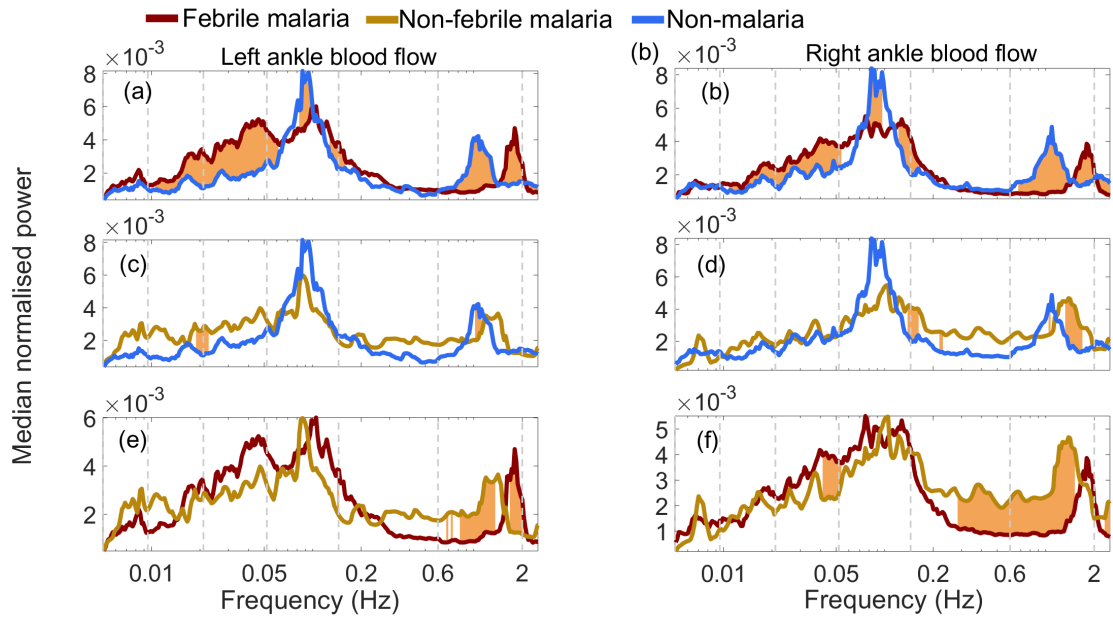 Febrile malaria Non-febrile malaria Non-malaria
Left ankle blood flow (b) Right ankle blood flow
×10⁻³ ×10⁻³
(a) (b)
8 8
6 6
4 4
2 2
×10⁻³ ×10⁻³
(c) (d)
8 8
6 6
4 4
2 2
×10⁻³ ×10⁻³
(e) (f)
6 5
4 4
2 3
2
1
0.01 0.05 0.2 0.6 2 0.01 0.05 0.2 0.6 2
Frequency (Hz) Frequency (Hz)
Median normalised power